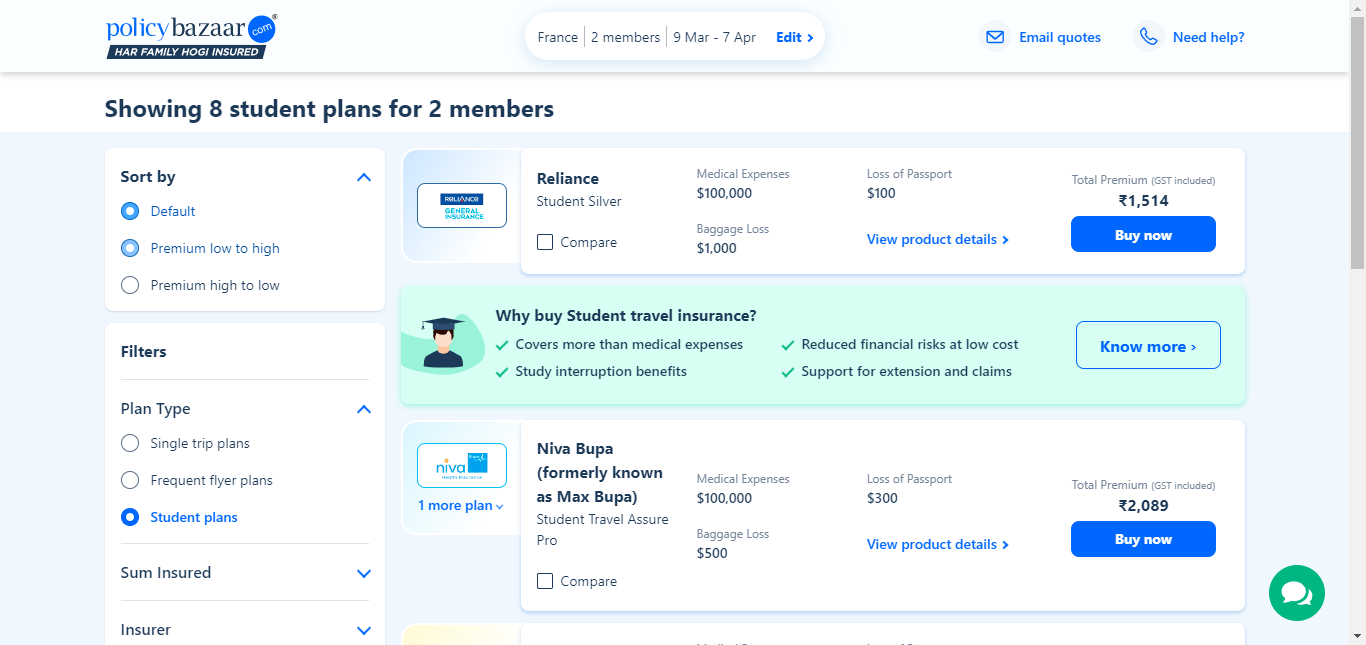 policybazaar.com
HAR FAMILY HOGI INSURED
France
2 members
9 Mar - 7 Apr
Edit
Email quotes
Need help?
Showing 8 student plans for 2 members
Sort by
Default
Premium low to high
Premium high to low
Filters
Plan Type
Single trip plans
Frequent flyer plans
Student plans
Sum Insured
Insurer
RELIANCE
GENERAL
INSURANCE
Reliance
Student Silver
Compare
Medical Expenses
$100,000
Baggage Loss
$1,000
Loss of Passport
$100
View product details
Total Premium (GST included)
₹1,514
Buy now
Why buy Student travel insurance?
Covers more than medical expenses
Reduced financial risks at low cost
Study interruption benefits
Support for extension and claims
Know more ›
niva
Bupa
1 more plan
Niva Bupa
(formerly known
as Max Bupa)
Student Travel Assure
Pro
Compare
Medical Expenses
$100,000
Baggage Loss
$500
Loss of Passport
$300
View product details
Total Premium (GST included)
₹2,089
Buy now